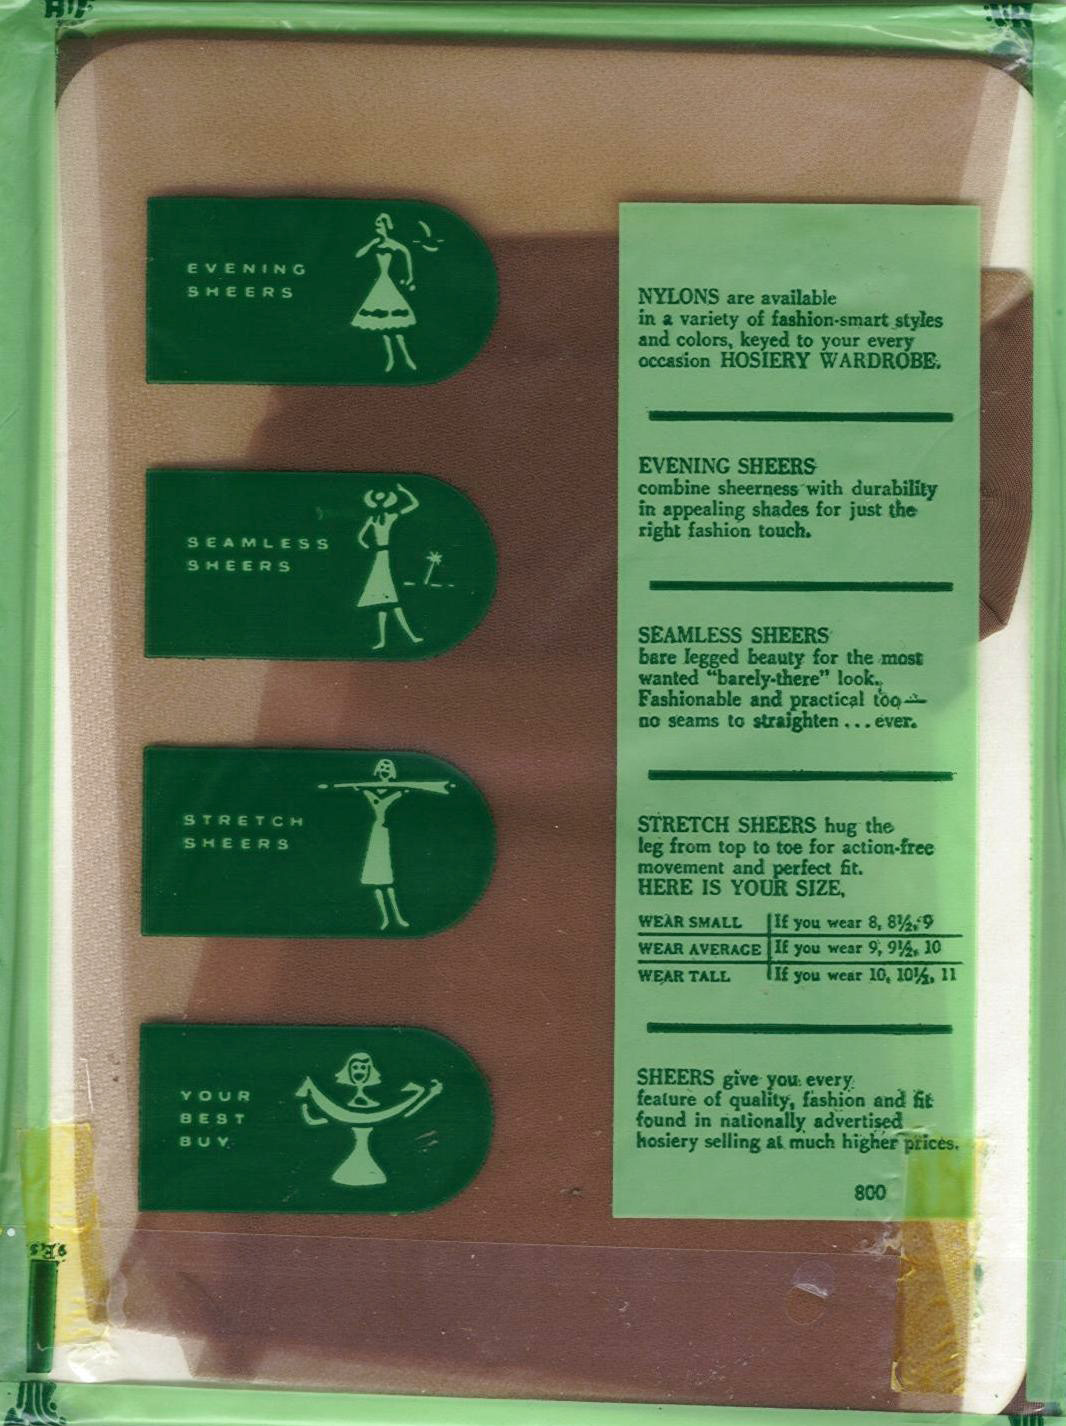 EVENING
SHEERS
SEAMLESS
SHEERS
STRETCH
SHEERS
YOUR
BEST
BUY
NYLONS are available
in a variety of fashion-smart styles
and colors, keyed to your every
occasion HOSIERY WARDROBE.
EVENING SHEERS
combine sheerness with durability
in appealing shades for just the
right fashion touch.
SEAMLESS SHEERS
bare legged beauty for the most
wanted "barely-there" look.
Fashionable and practical too—
no seams to straighten ... ever.
STRETCH SHEERS hug the
leg from top to toe for action-free
movement and perfect fit.
HERE IS YOUR SIZE.
WEAR SMALL If you wear 8, 8½, 9
WEAR AVERAGE If you wear 9, 9½, 10
WEAR TALL If you wear 10, 10½, 11
SHEERS give you every
feature of quality, fashion and fit
found in nationally advertised
hosiery selling at much higher prices.
800